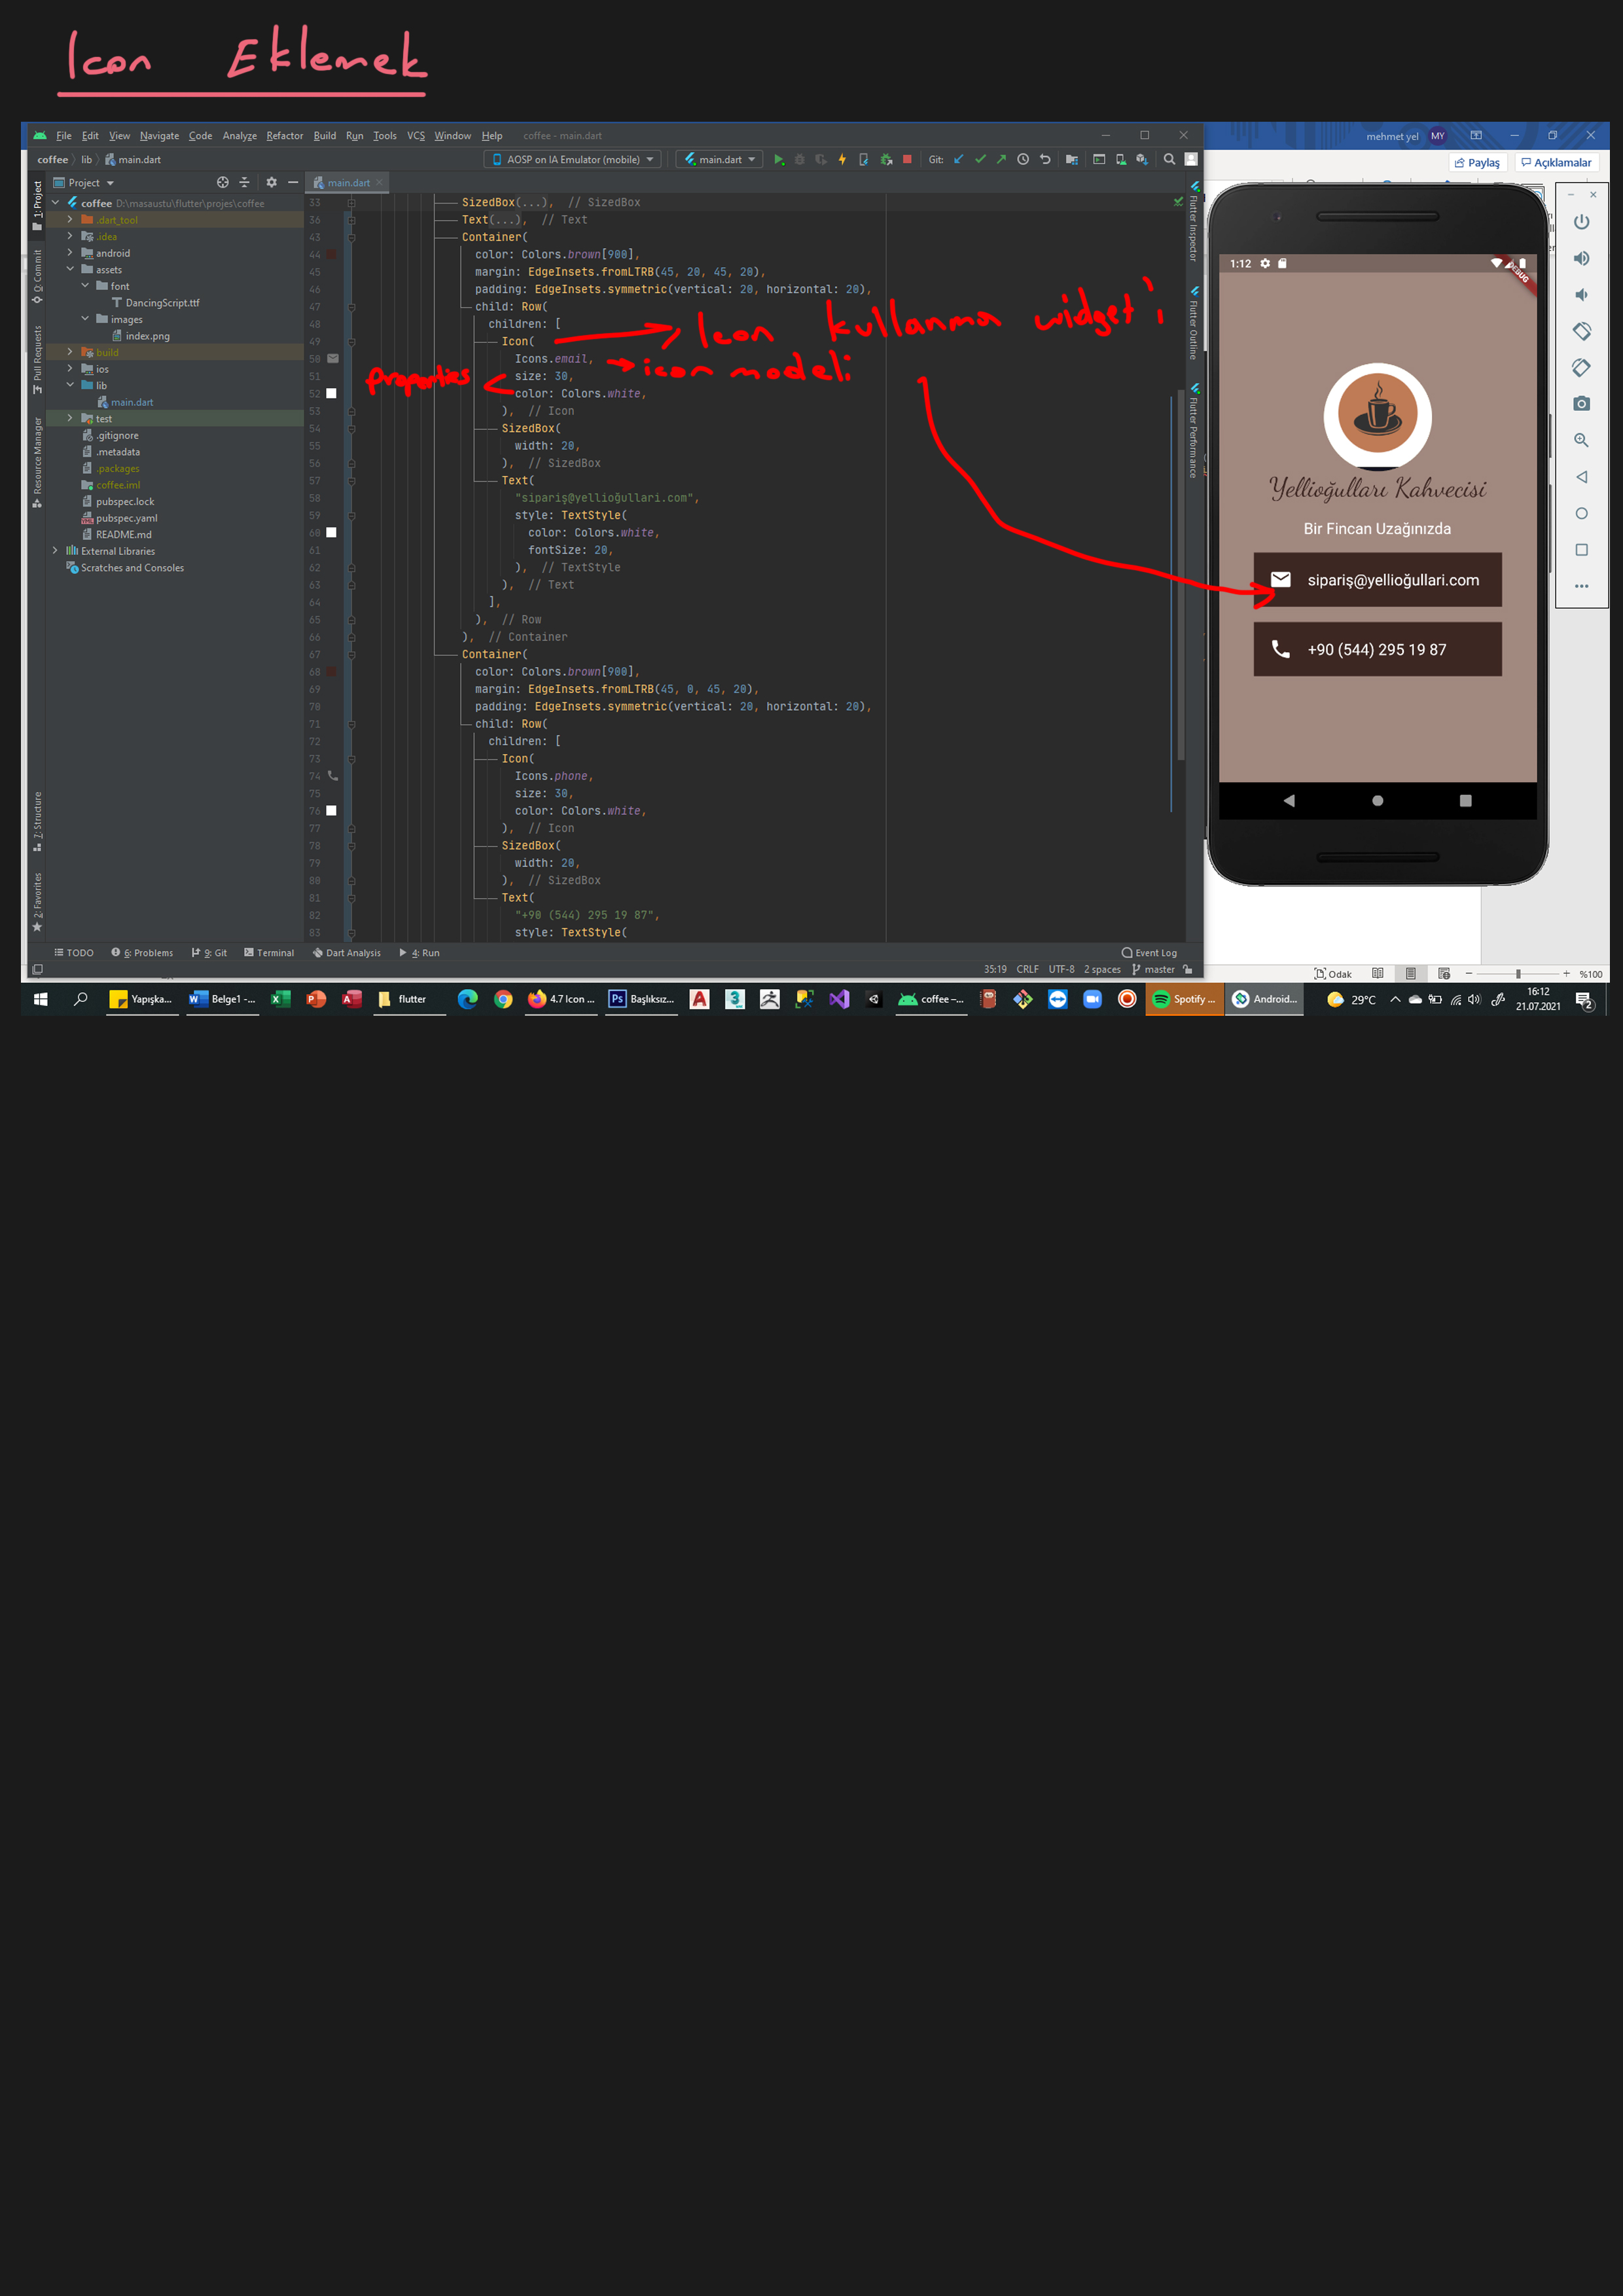 Icon Eklemek
File Edit View Navigate Code Analyze Refactor Build Run Tools VCS Window Help coffee - main.dart
mehmet yel MY
coffee lib main.dart
AOSP on IA Emulator (mobile) main.dart Git:
Paylaş Açıklamalar
Project
main.dart
1: Project
0: Commit
Pull Requests
Resource Manager
7: Structure
2: Favorites
coffee D:\masaustu\flutter\projes\coffee
.dart_tool
.idea
android
assets
font
DancingScript.ttf
images
index.png
build
ios
lib
main.dart
test
.gitignore
.metadata
.packages
coffee.iml
pubspec.lock
pubspec.yaml
README.md
External Libraries
Scratches and Consoles
33 SizedBox(...), // SizedBox
36 Text(...), // Text
43 Container(
44 color: Colors.brown[900],
45 margin: EdgeInsets.fromLTRB(45, 20, 45, 20),
46 padding: EdgeInsets.symmetric(vertical: 20, horizontal: 20),
47 child: Row(
48 children: [
49 Icon(
50 Icons.email,
51 size: 30,
52 color: Colors.white,
53 ), // Icon
54 SizedBox(
55 width: 20,
56 ), // SizedBox
57 Text(
58 "sipariş@yellioğullari.com",
59 style: TextStyle(
60 color: Colors.white,
61 fontSize: 20,
62 ), // TextStyle
63 ), // Text
64 ],
65 ), // Row
66 ), // Container
67 Container(
68 color: Colors.brown[900],
69 margin: EdgeInsets.fromLTRB(45, 0, 45, 20),
70 padding: EdgeInsets.symmetric(vertical: 20, horizontal: 20),
71 child: Row(
72 children: [
73 Icon(
74 Icons.phone,
75 size: 30,
76 color: Colors.white,
77 ), // Icon
78 SizedBox(
79 width: 20,
80 ), // SizedBox
81 Text(
82 "+90 (544) 295 19 87",
83 style: TextStyle(
Icon kullanma widget'i
icon modeli
properties
Flutter Inspector
Flutter Outline
Flutter Performance
1:12
DEBUG
Yellioğulları Kahvecisi
Bir Fincan Uzağınızda
sipariş@yellioğullari.com
+90 (544) 295 19 87
TODO 6: Problems 9: Git Terminal Dart Analysis 4: Run Event Log
35:19 CRLF UTF-8 2 spaces master
Odak %100
Yapışka... Belge1 -... flutter 4.7 Icon ... Başlıksız... coffee –... Spotify ... Android... 29°C
16:12
21.07.2021
2